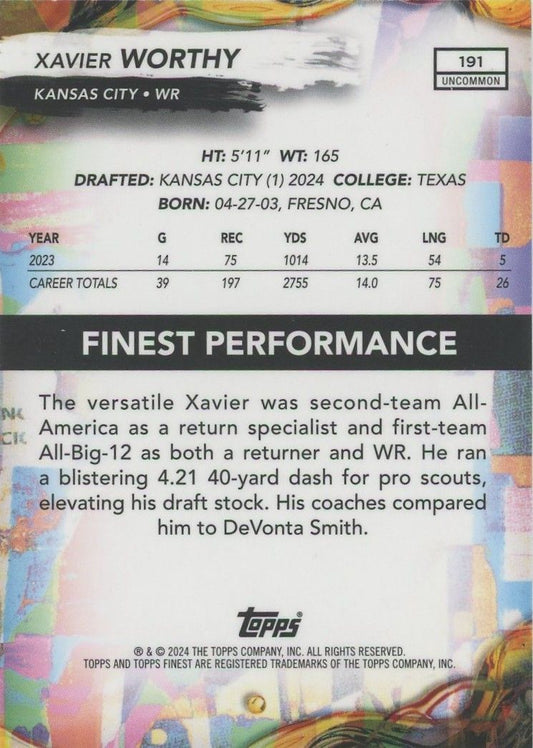 XAVIER WORTHY
191
UNCOMMON
KANSAS CITY • WR
HT: 5'11" WT: 165
DRAFTED: KANSAS CITY (1) 2024 COLLEGE: TEXAS
BORN: 04-27-03, FRESNO, CA
YEAR G REC YDS AVG LNG TD
2023 14 75 1014 13.5 54 5
CAREER TOTALS 39 197 2755 14.0 75 26
FINEST PERFORMANCE
The versatile Xavier was second-team All-
America as a return specialist and first-team
All-Big-12 as both a returner and WR. He ran
a blistering 4.21 40-yard dash for pro scouts,
elevating his draft stock. His coaches compared
him to DeVonta Smith.
Topps®
® & © 2024 THE TOPPS COMPANY, INC. ALL RIGHTS RESERVED.
TOPPS AND TOPPS FINEST ARE REGISTERED TRADEMARKS OF THE TOPPS COMPANY, INC.